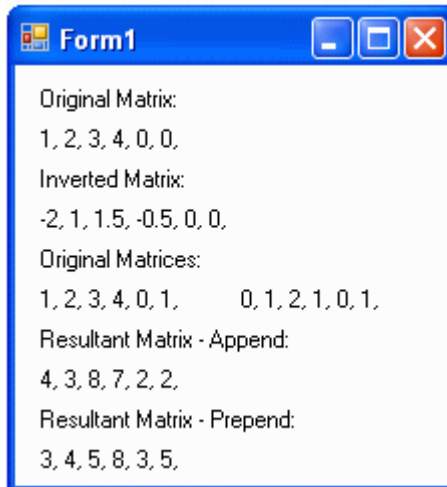 Form1
Original Matrix:
1, 2, 3, 4, 0, 0,
Inverted Matrix:
-2, 1, 1.5, -0.5, 0, 0,
Original Matrices:
1, 2, 3, 4, 0, 1, 0, 1, 2, 1, 0, 1,
Resultant Matrix - Append:
4, 3, 8, 7, 2, 2,
Resultant Matrix - Prepend:
3, 4, 5, 8, 3, 5,